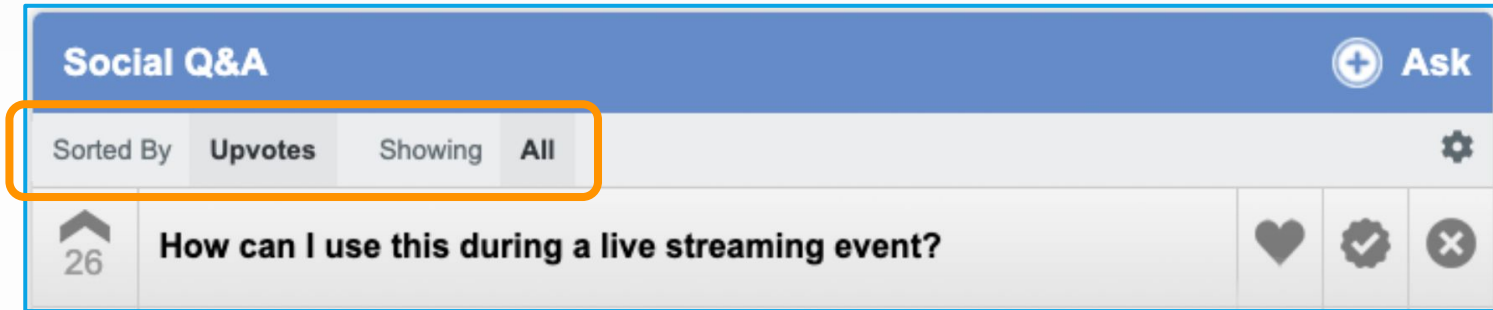 Social Q&A Ask
Sorted By Upvotes Showing All
26 How can I use this during a live streaming event?